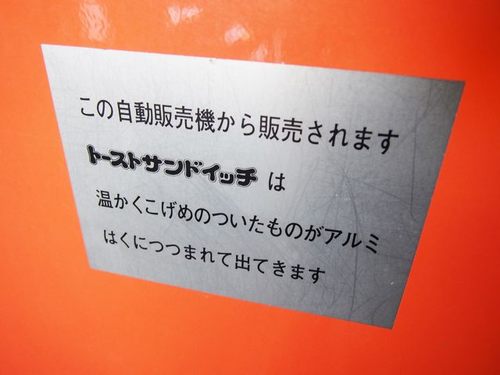 この自動販売機から販売されます
トーストサンドイッチは
温かくこげめのついたものがアルミ
はくにつつまれて出てきます